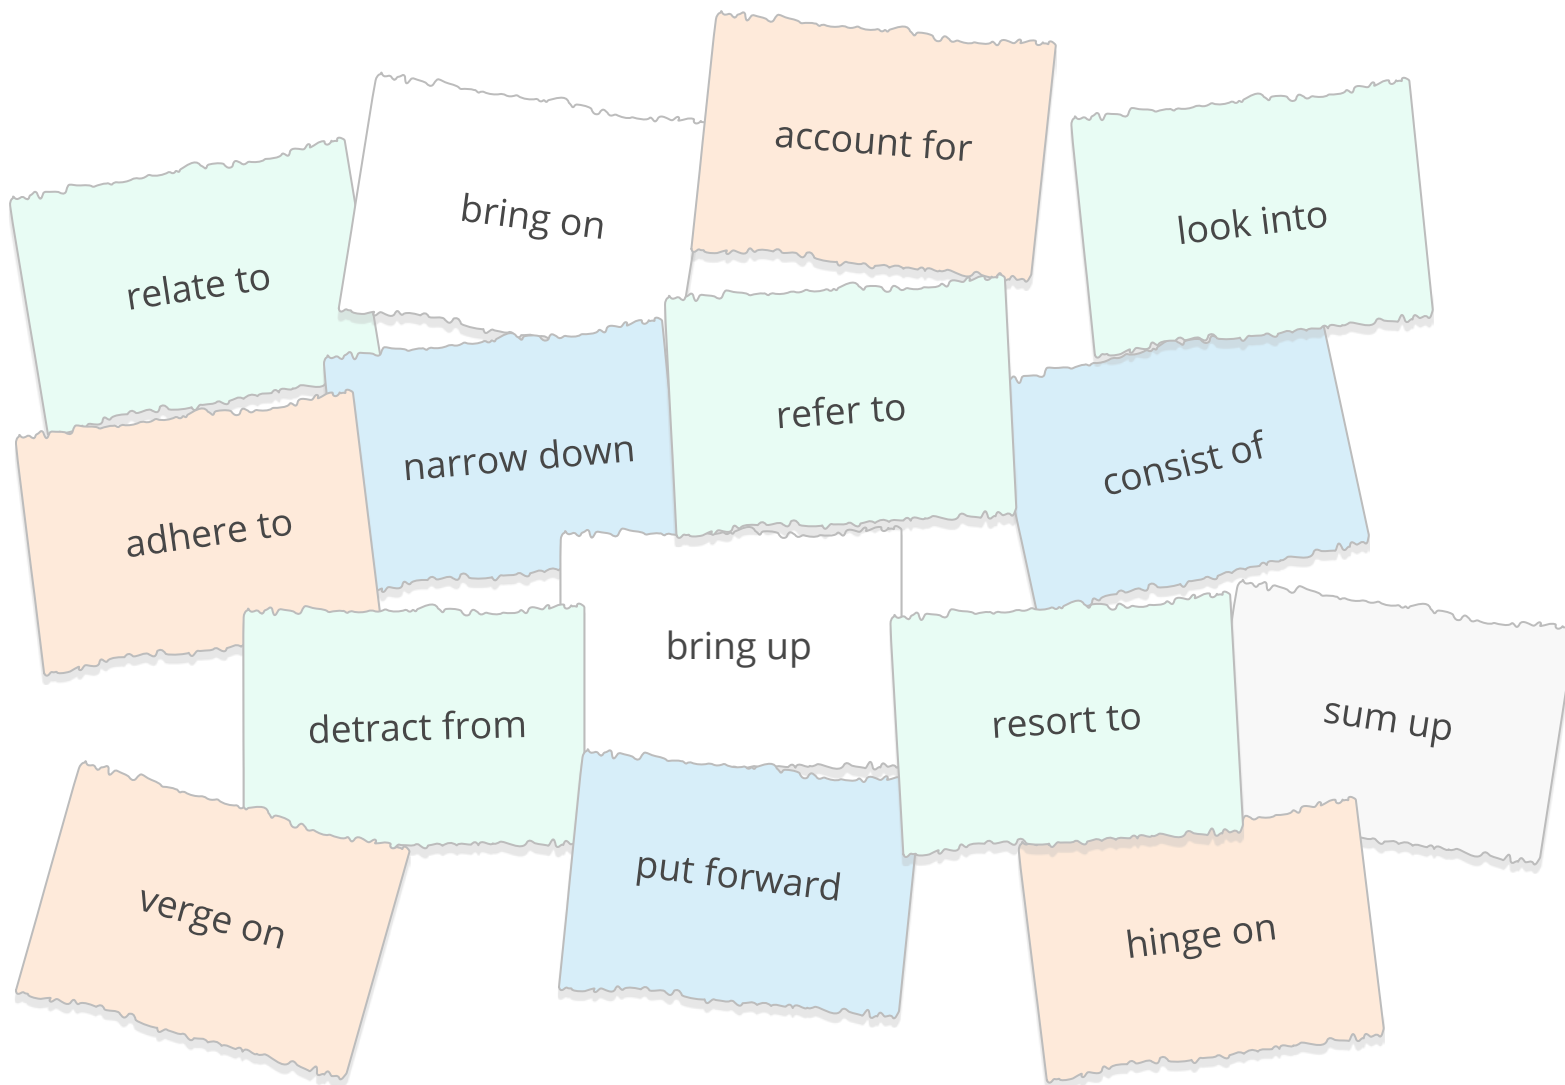 account for
bring on
look into
relate to
refer to
narrow down
consist of
adhere to
bring up
detract from
resort to
sum up
put forward
verge on
hinge on